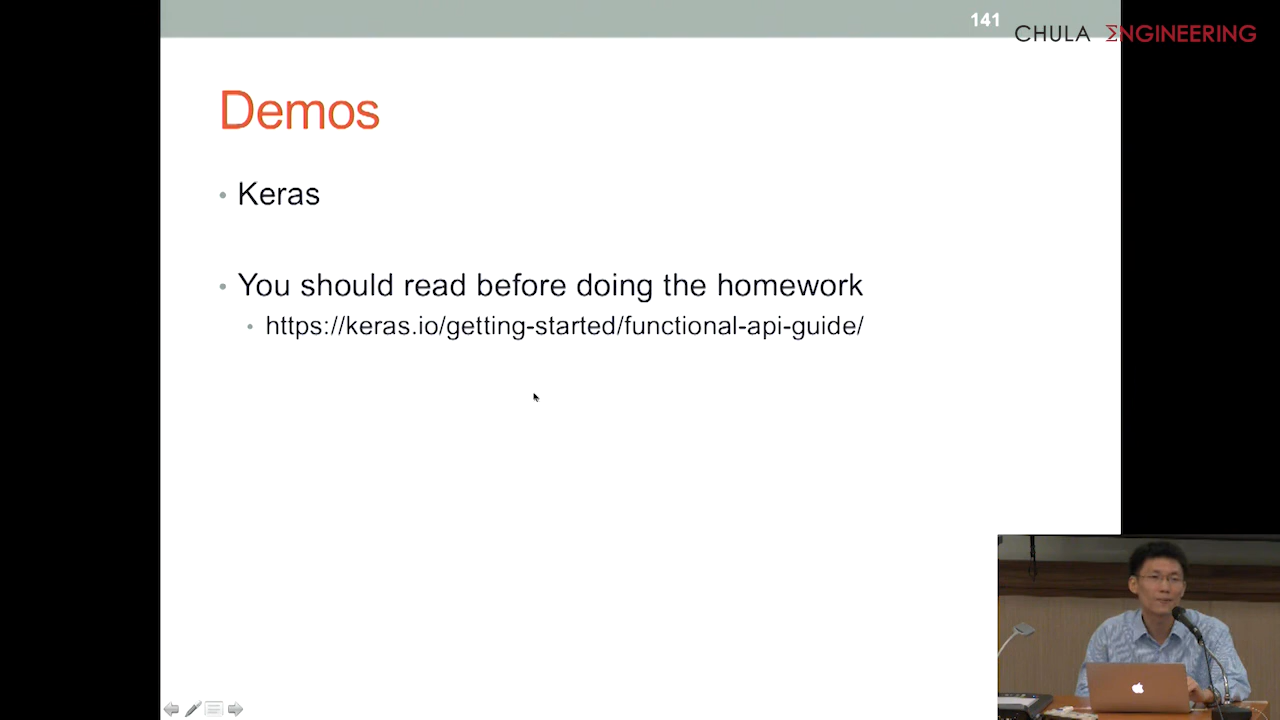 141
CHULA ΣNGINEERING
Demos
• Keras
• You should read before doing the homework
• https://keras.io/getting-started/functional-api-guide/